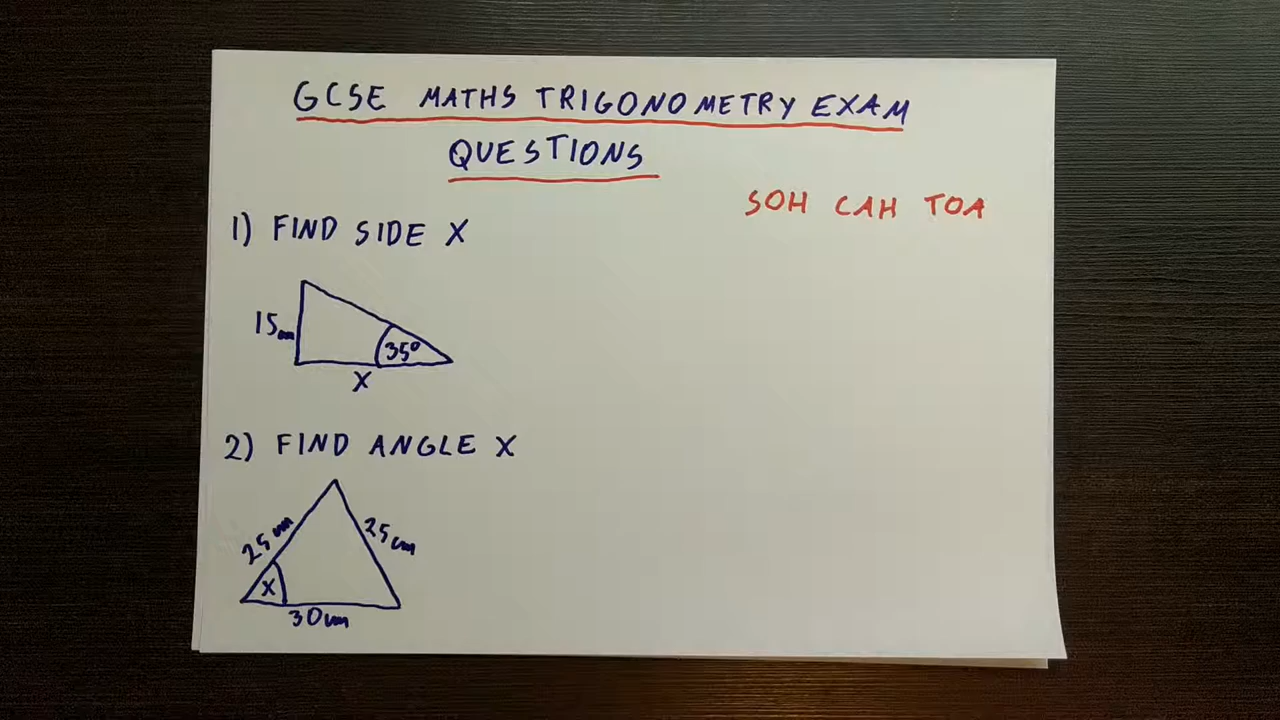 GCSE MATHS TRIGONOMETRY EXAM
QUESTIONS
SOH CAH TOA
1) FIND SIDE X
15cm
35°
X
2) FIND ANGLE X
25cm
25cm
X
30cm